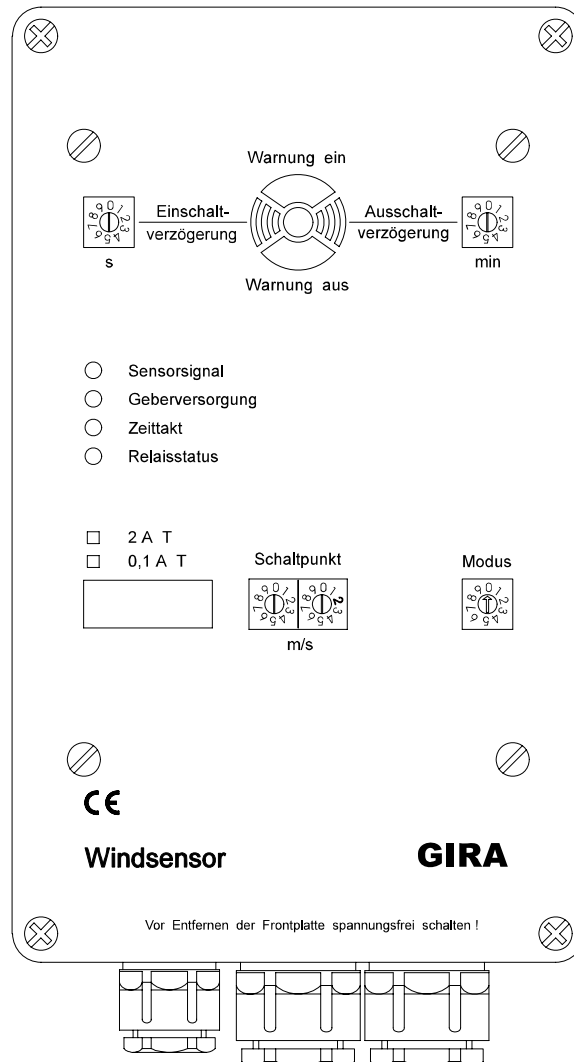 Warnung ein
Einschalt-
verzögerung
Ausschalt-
verzögerung
s
min
Warnung aus
Sensorsignal
Geberversorgung
Zeittakt
Relaisstatus
2 A T
0,1 A T
Schaltpunkt
Modus
m/s
CE
Windsensor
GIRA
Vor Entfernen der Frontplatte spannungsfrei schalten !